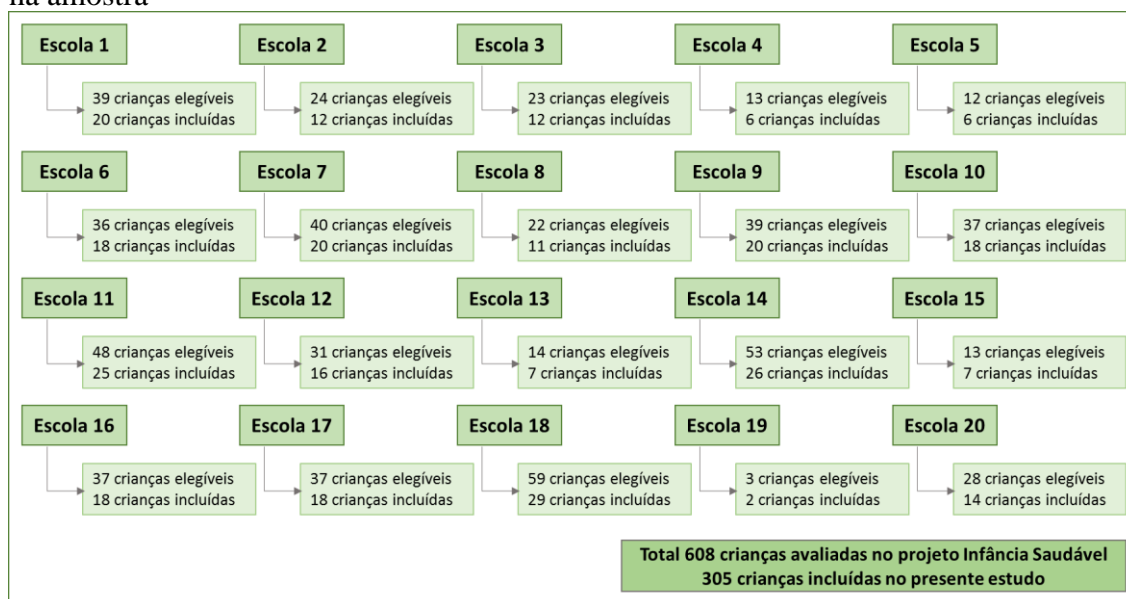 na amostra
Escola 1
Escola 2
Escola 3
Escola 4
Escola 5
39 crianças elegíveis
20 crianças incluídas
24 crianças elegíveis
12 crianças incluídas
23 crianças elegíveis
12 crianças incluídas
13 crianças elegíveis
6 crianças incluídas
12 crianças elegíveis
6 crianças incluídas
Escola 6
Escola 7
Escola 8
Escola 9
Escola 10
36 crianças elegíveis
18 crianças incluídas
40 crianças elegíveis
20 crianças incluídas
22 crianças elegíveis
11 crianças incluídas
39 crianças elegíveis
20 crianças incluídas
37 crianças elegíveis
18 crianças incluídas
Escola 11
Escola 12
Escola 13
Escola 14
Escola 15
48 crianças elegíveis
25 crianças incluídas
31 crianças elegíveis
16 crianças incluídas
14 crianças elegíveis
7 crianças incluídas
53 crianças elegíveis
26 crianças incluídas
13 crianças elegíveis
7 crianças incluídas
Escola 16
Escola 17
Escola 18
Escola 19
Escola 20
37 crianças elegíveis
18 crianças incluídas
37 crianças elegíveis
18 crianças incluídas
59 crianças elegíveis
29 crianças incluídas
3 crianças elegíveis
2 crianças incluídas
28 crianças elegíveis
14 crianças incluídas
Total 608 crianças avaliadas no projeto Infância Saudável
305 crianças incluídas no presente estudo